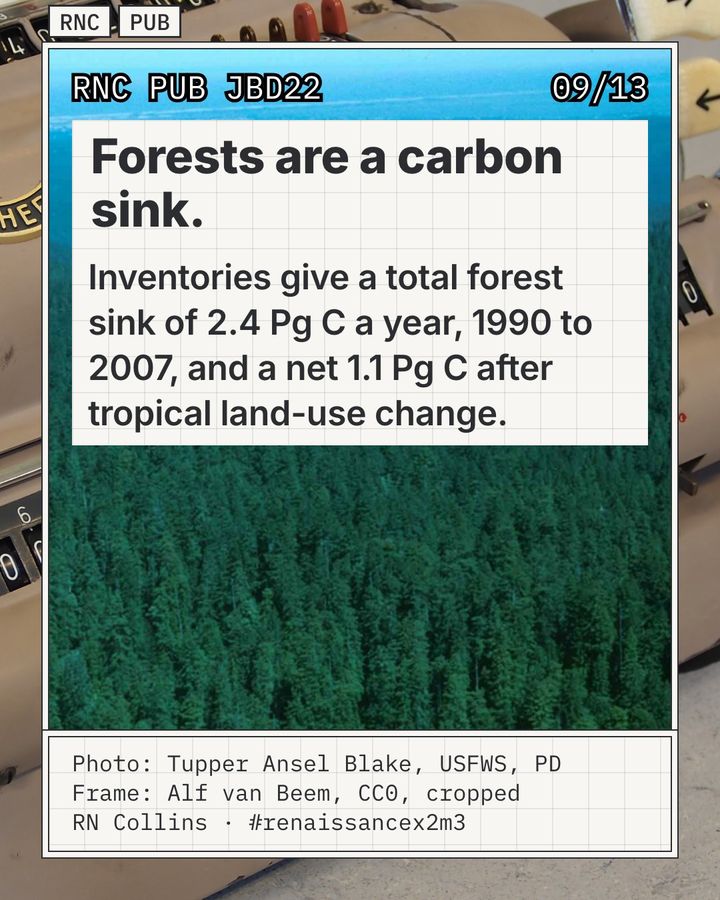 RNC PUB
RNC PUB JBD22 09/13
Forests are a carbon
sink.
Inventories give a total forest
sink of 2.4 Pg C a year, 1990 to
2007, and a net 1.1 Pg C after
tropical land-use change.
6
Photo: Tupper Ansel Blake, USFWS, PD
Frame: Alf van Beem, CC0, cropped
RN Collins · #renaissancex2m3